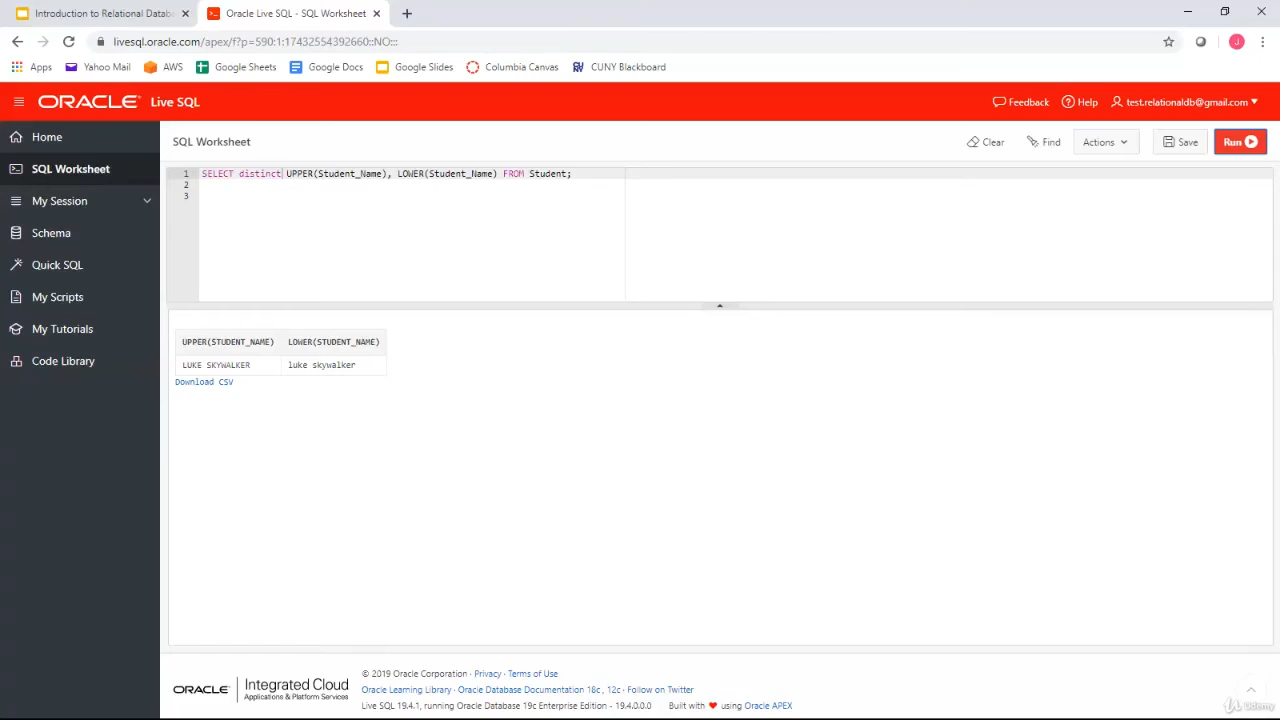 Introduction to Relational Datab
Oracle Live SQL - SQL Worksheet
livesql.oracle.com/apex/f?p=590:1:17432554392660::NO:::
J
Apps
Yahoo Mail
AWS
Google Sheets
Google Docs
Google Slides
Columbia Canvas
CUNY Blackboard
ORACLE Live SQL
Feedback
Help
test.relationaldb@gmail.com
Home
SQL Worksheet
My Session
Schema
Quick SQL
My Scripts
My Tutorials
Code Library
SQL Worksheet
Clear
Find
Actions
Save
Run
1 SELECT distinct UPPER(Student_Name), LOWER(Student_Name) FROM Student;
2
3
UPPER(STUDENT_NAME) LOWER(STUDENT_NAME)
LUKE SKYWALKER luke skywalker
Download CSV
ORACLE Integrated Cloud
Applications & Platform Services
© 2019 Oracle Corporation · Privacy · Terms of Use
Oracle Learning Library · Oracle Database Documentation 18c, 12c · Follow on Twitter
Live SQL 19.4.1, running Oracle Database 19c Enterprise Edition - 19.4.0.0.0 Built with ❤ using Oracle APEX
Udemy